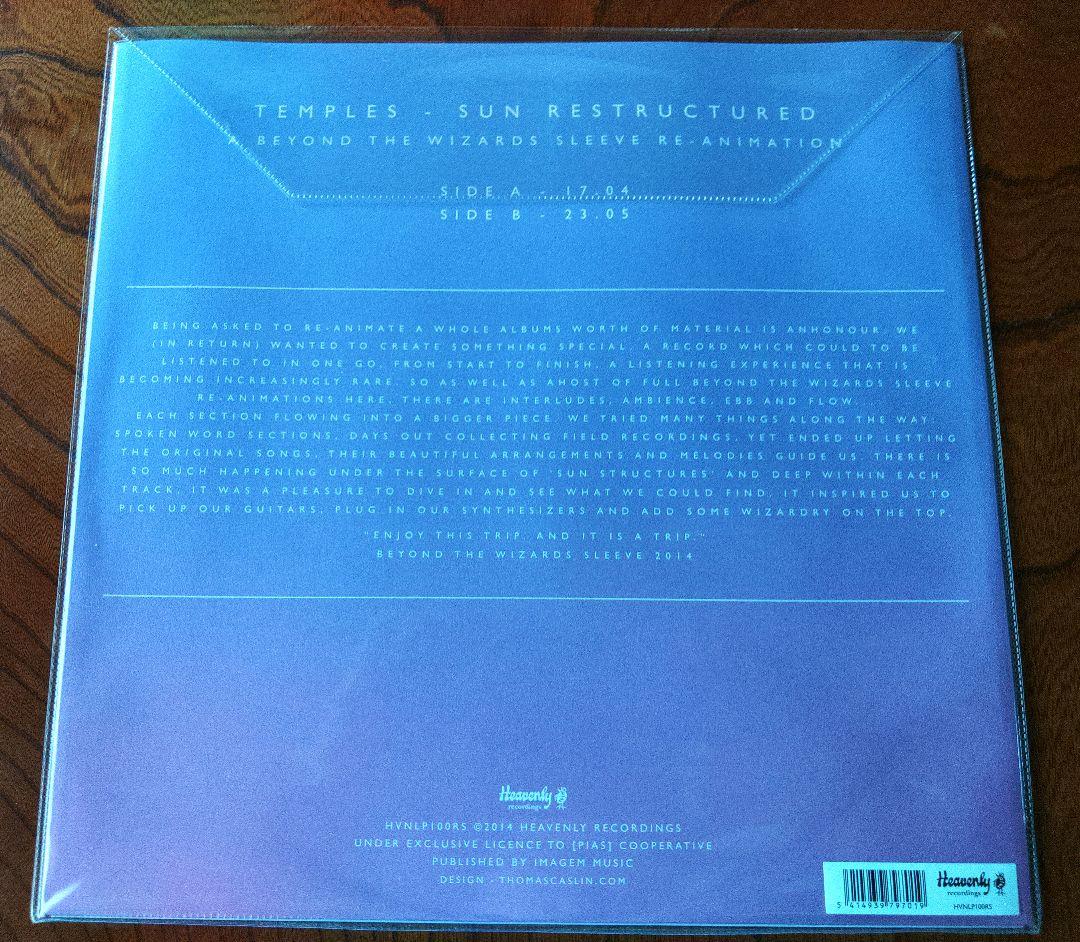 TEMPLES - SUN RESTRUCTURED
A BEYOND THE WIZARDS SLEEVE RE-ANIMATION
SIDE A - 17.04
SIDE B - 23.05
BEING ASKED TO RE-ANIMATE A WHOLE ALBUMS WORTH OF MATERIAL IS ANHONOUR. WE
(IN RETURN) WANTED TO CREATE SOMETHING SPECIAL. A RECORD WHICH COULD TO BE
LISTENED TO IN ONE GO, FROM START TO FINISH, A LISTENING EXPERIENCE THAT IS
BECOMING INCREASINGLY RARE. SO AS WELL AS AHOST OF FULL BEYOND THE WIZARDS SLEEVE
RE-ANIMATIONS HERE, THERE ARE INTERLUDES, AMBIENCE, EBB AND FLOW.
EACH SECTION FLOWING INTO A BIGGER PIECE. WE TRIED MANY THINGS ALONG THE WAY:
SPOKEN WORD SECTIONS, DAYS OUT COLLECTING FIELD RECORDINGS, YET ENDED UP LETTING
THE ORIGINAL SONGS, THEIR BEAUTIFUL ARRANGEMENTS AND MELODIES GUIDE US. THERE IS
SO MUCH HAPPENING UNDER THE SURFACE OF 'SUN STRUCTURES' AND DEEP WITHIN EACH
TRACK, IT WAS A PLEASURE TO DIVE IN AND SEE WHAT WE COULD FIND, IT INSPIRED US TO
PICK UP OUR GUITARS, PLUG IN OUR SYNTHESIZERS AND ADD SOME WIZARDRY ON THE TOP.
"ENJOY THIS TRIP. AND IT IS A TRIP."
BEYOND THE WIZARDS SLEEVE 2014
Heavenly
recordings
HVNLP100RS ©2014 HEAVENLY RECORDINGS
UNDER EXCLUSIVE LICENCE TO [PIAS] COOPERATIVE
PUBLISHED BY IMAGEM MUSIC
DESIGN - THOMASCASLIN.COM
5 414939 797019
Heavenly
recordings
HVNLP100RS